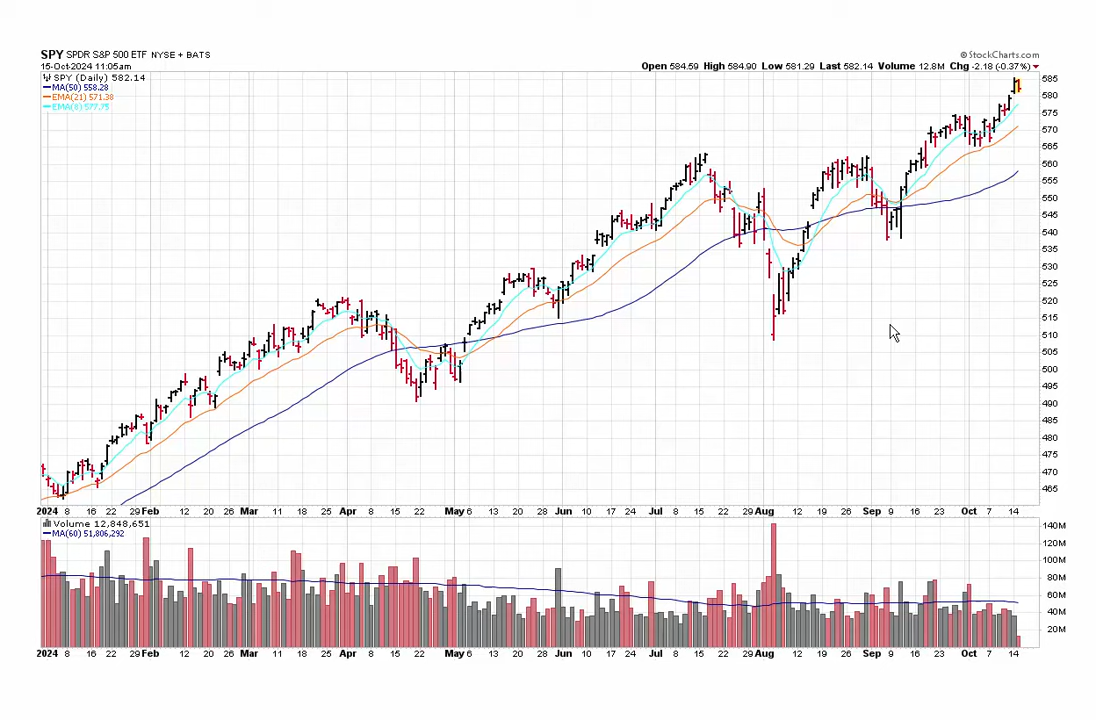 SPY SPDR S&P 500 ETF NYSE + BATS
© StockCharts.com
15-Oct-2024 11:05am
Open 584.59 High 584.90 Low 581.29 Last 582.14 Volume 12.8M Chg -2.18 (-0.37%)
SPY (Daily) 582.14
MA(50) 558.28
EMA(21) 571.38
EMA(8) 577.75
585
580
575
570
565
560
555
550
545
540
535
530
525
520
515
510
505
500
495
490
485
480
475
470
465
2024 8 16 22 29 Feb 12 20 26 Mar 11 18 25 Apr 8 15 22 May 6 13 20 28 Jun 10 17 24 Jul 8 15 22 29 Aug 12 19 26 Sep 9 16 23 Oct 7 14
Volume 12,848,651
MA(60) 51,806,292
140M
120M
100M
80M
60M
40M
20M
2024 8 16 22 29 Feb 12 20 26 Mar 11 18 25 Apr 8 15 22 May 6 13 20 28 Jun 10 17 24 Jul 8 15 22 29 Aug 12 19 26 Sep 9 16 23 Oct 7 14